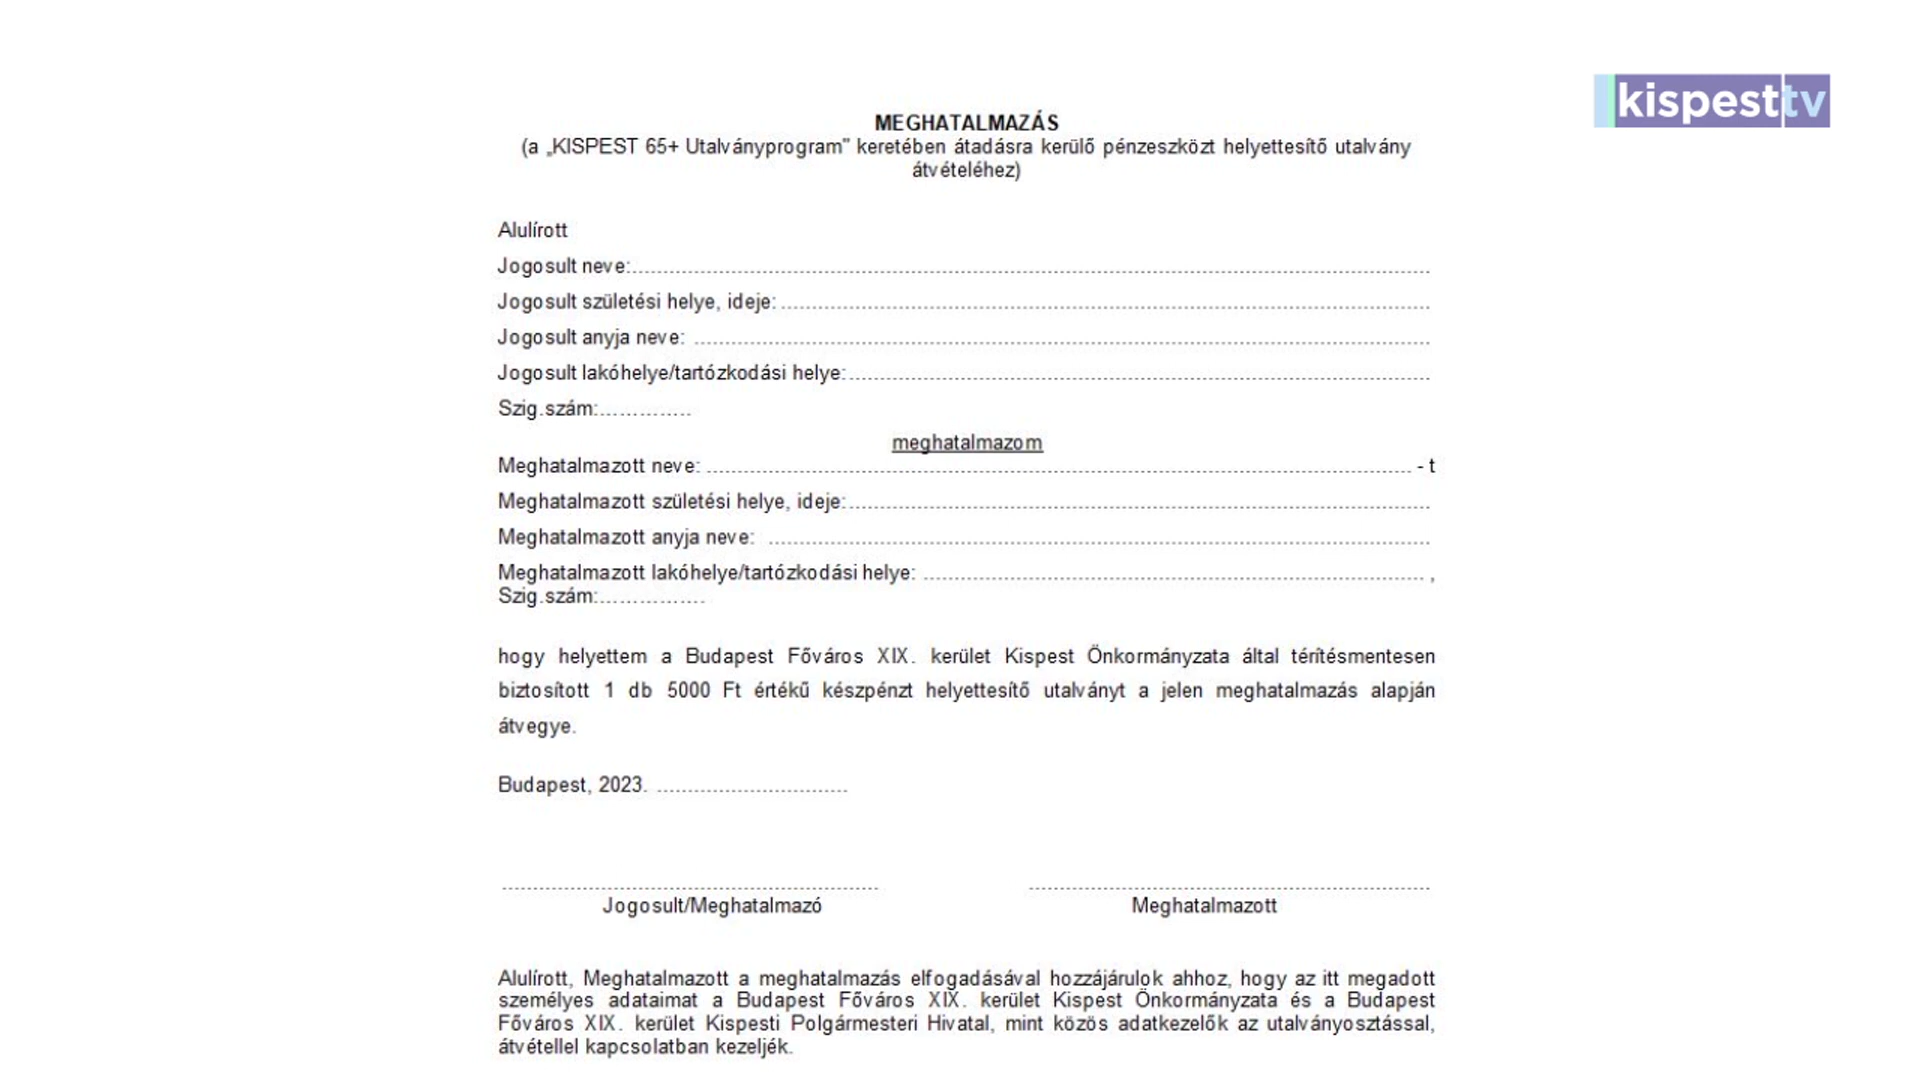 kispesttv
MEGHATALMAZÁS
(a „KISPEST 65+ Utalványprogram” keretében átadásra kerülő pénzeszközt helyettesítő utalvány
átvételéhez)
Alulírott
Jogosult neve:..............................................................
Jogosult születési helye, ideje: ..............................................................
Jogosult anyja neve: ..............................................................
Jogosult lakóhelye/tartózkodási helye:..............................................................
Szig.szám:…………..
meghatalmazom
Meghatalmazott neve: .............................................................. - t
Meghatalmazott születési helye, ideje:..............................................................
Meghatalmazott anyja neve: ..............................................................
Meghatalmazott lakóhelye/tartózkodási helye: .............................................................. ,
Szig.szám:…………….
hogy helyettem a Budapest Főváros XIX. kerület Kispest Önkormányzata által térítésmentesen
biztosított 1 db 5000 Ft értékű készpénzt helyettesítő utalványt a jelen meghatalmazás alapján
átvegye.
Budapest, 2023. ...............................
Jogosult/Meghatalmazó
Meghatalmazott
Alulírott, Meghatalmazott a meghatalmazás elfogadásával hozzájárulok ahhoz, hogy az itt megadott
személyes adataimat a Budapest Főváros XIX. kerület Kispest Önkormányzata és a Budapest
Főváros XIX. kerület Kispesti Polgármesteri Hivatal, mint közös adatkezelők az utalványosztással,
átvétellel kapcsolatban kezeljék.